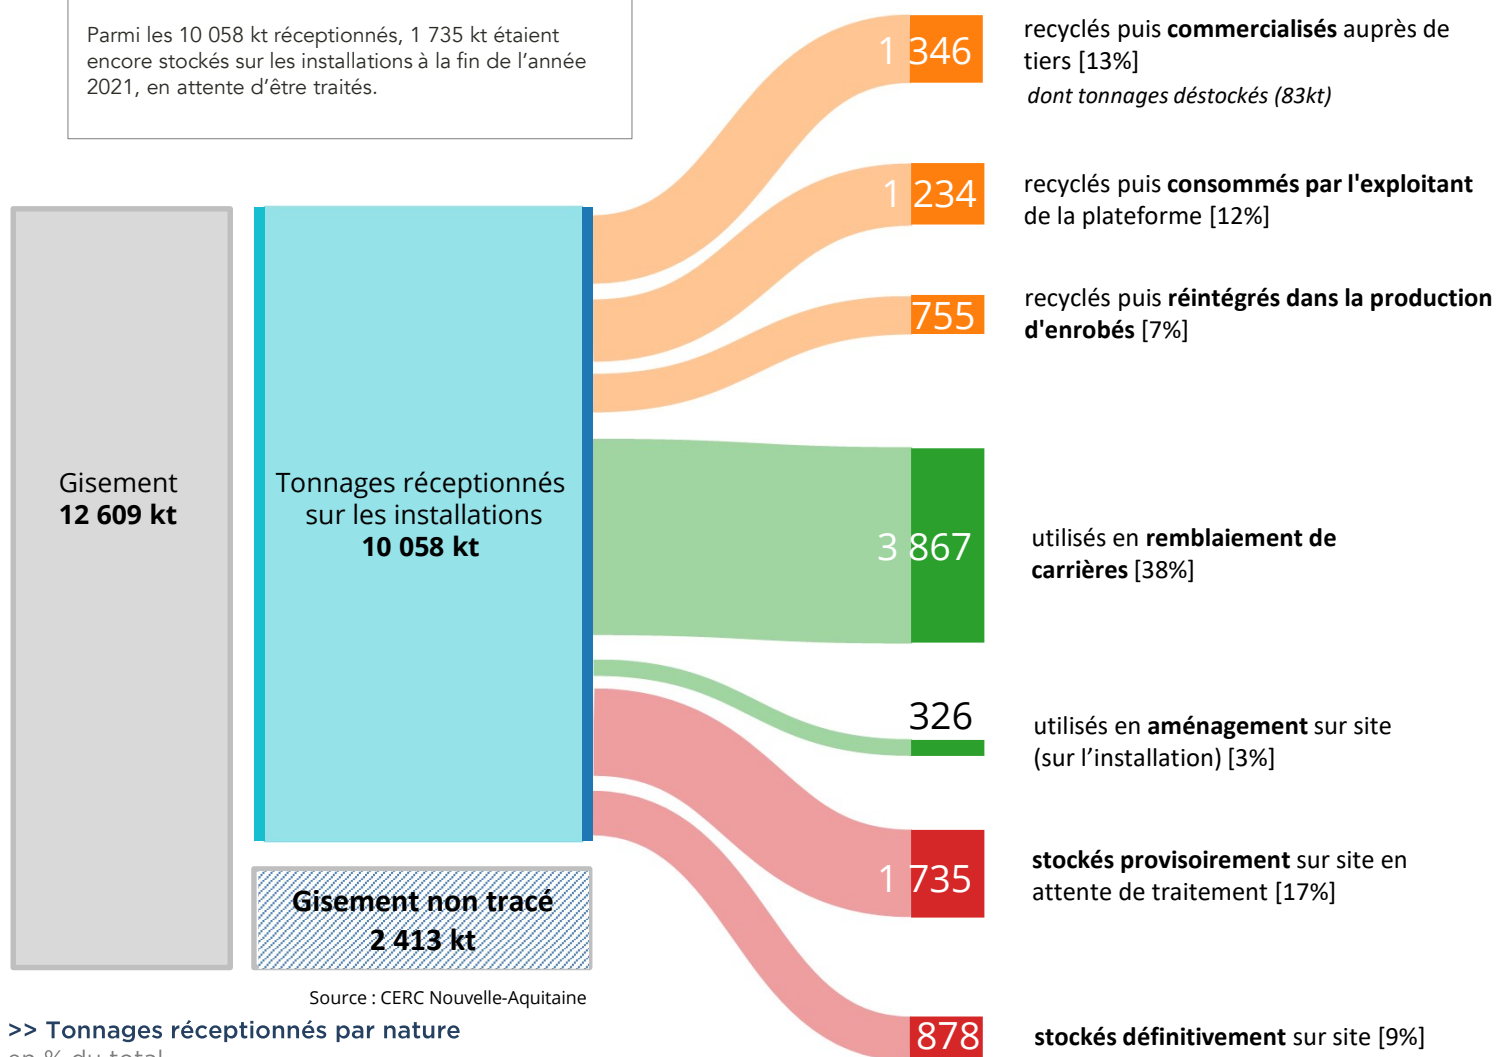 Parmi les 10 058 kt réceptionnés, 1 735 kt étaient
encore stockés sur les installations à la fin de l'année
2021, en attente d'être traités.
1 346
recyclés puis commercialisés auprès de
tiers [13%]
dont tonnages déstockés (83kt)
1 234
recyclés puis consommés par l'exploitant
de la plateforme [12%]
755
recyclés puis réintégrés dans la production
d'enrobés [7%]
Gisement
12 609 kt
Tonnages réceptionnés
sur les installations
10 058 kt
3 867
utilisés en remblaiement de
carrières [38%]
326
utilisés en aménagement sur site
(sur l’installation) [3%]
1 735
stockés provisoirement sur site en
attente de traitement [17%]
Gisement non tracé
2 413 kt
Source : CERC Nouvelle-Aquitaine
878
stockés définitivement sur site [9%]
>> Tonnages réceptionnés par nature
en % du total